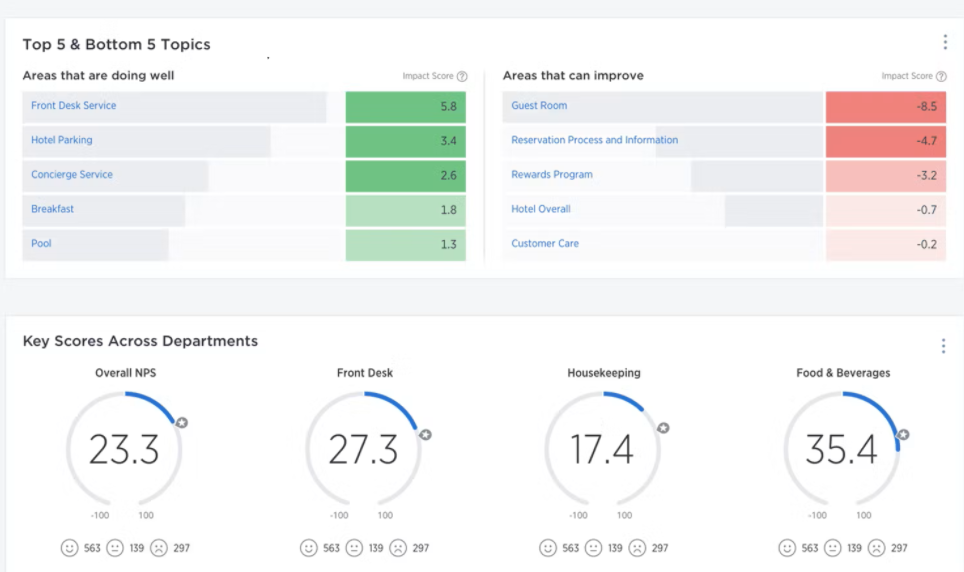 Top 5 & Bottom 5 Topics
Areas that are doing well Impact Score ?
Front Desk Service 5.8
Hotel Parking 3.4
Concierge Service 2.6
Breakfast 1.8
Pool 1.3
Areas that can improve Impact Score ?
Guest Room -8.5
Reservation Process and Information -4.7
Rewards Program -3.2
Hotel Overall -0.7
Customer Care -0.2
Key Scores Across Departments
Overall NPS Front Desk Housekeeping Food & Beverages
23.3 27.3 17.4 35.4
-100 100 -100 100 -100 100 -100 100
563 139 297 563 139 297 563 139 297 563 139 297